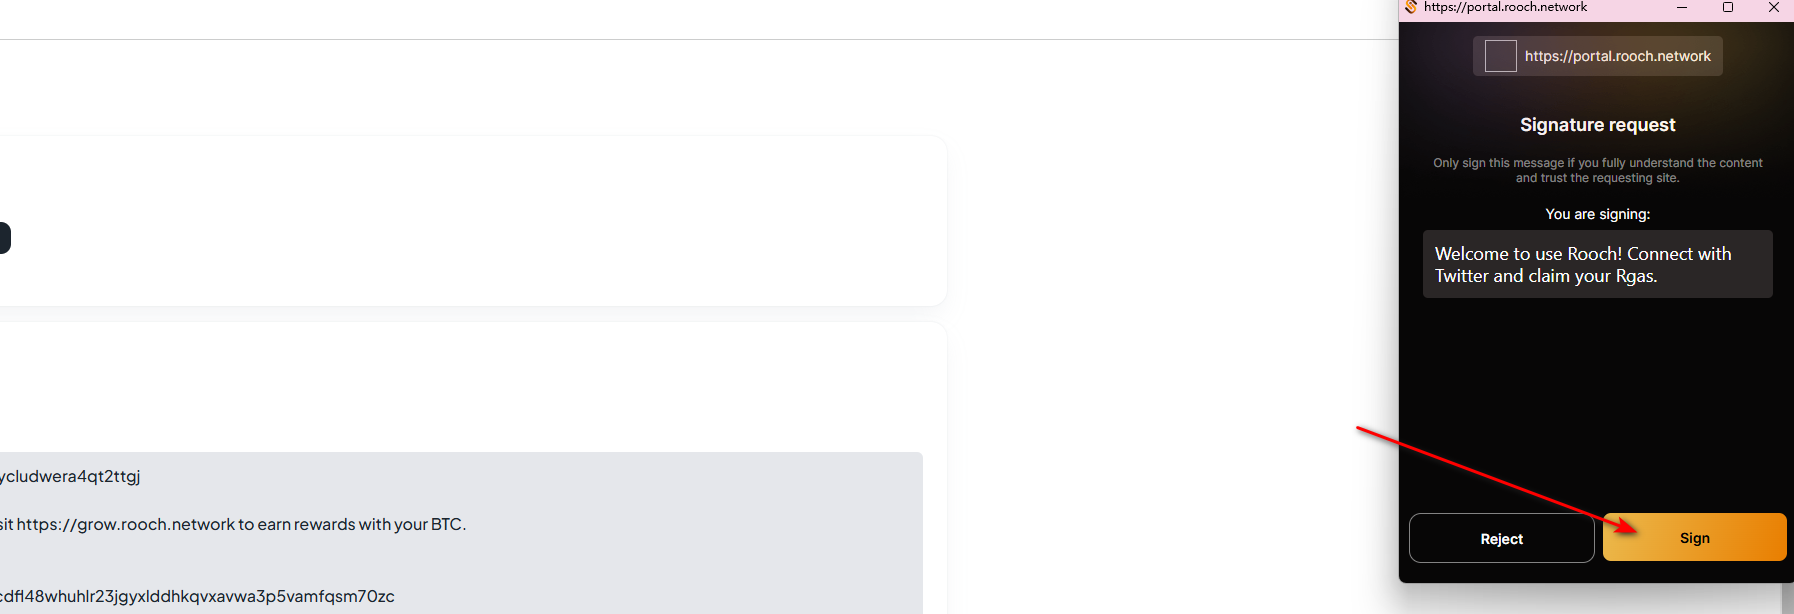 https://portal.rooch.network
https://portal.rooch.network
Signature request
Only sign this message if you fully understand the content
and trust the requesting site.
You are signing:
Welcome to use Rooch! Connect with
Twitter and claim your Rgas.
Reject
Sign
ycludwera4qt2ttgj
sit https://grow.rooch.network to earn rewards with your BTC.
cdfl48whuhlr23jgyxlddhkqvxavwa3p5vamfqsm70zc